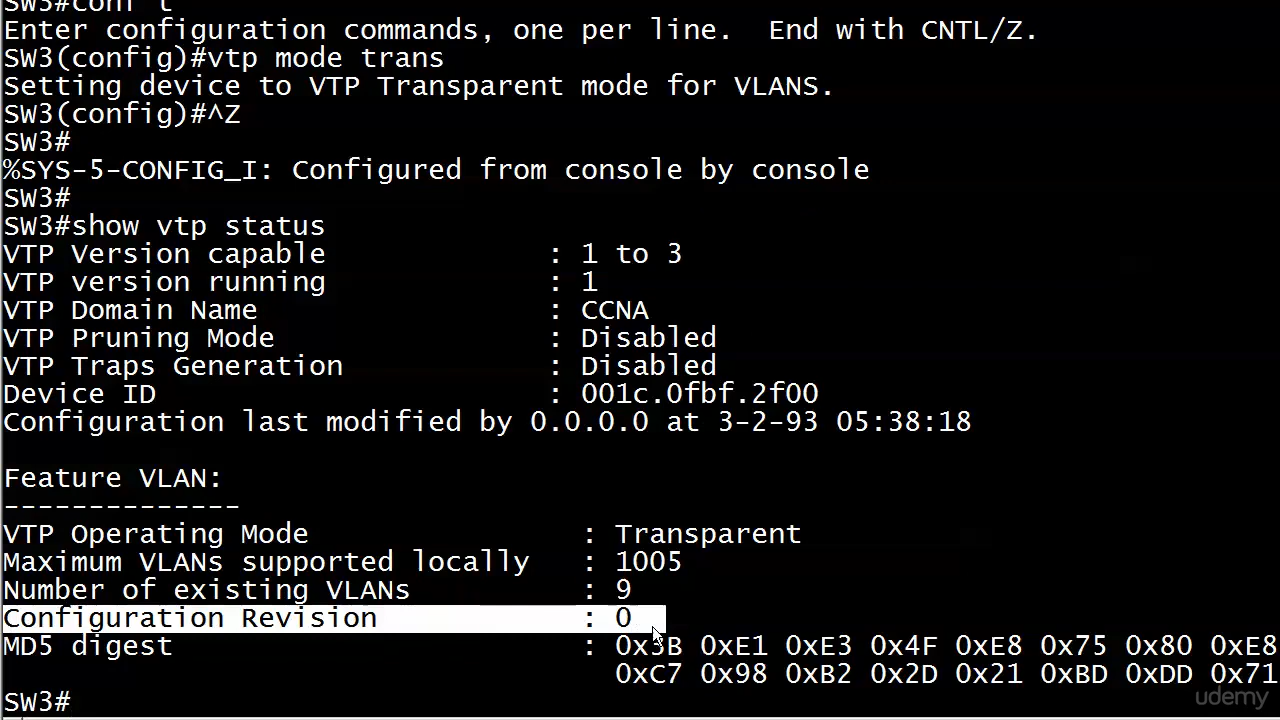 SW3#conf t
Enter configuration commands, one per line.  End with CNTL/Z.
SW3(config)#vtp mode trans
Setting device to VTP Transparent mode for VLANS.
SW3(config)#^Z
SW3#
%SYS-5-CONFIG_I: Configured from console by console
SW3#
SW3#show vtp status
VTP Version capable             : 1 to 3
VTP version running             : 1
VTP Domain Name                 : CCNA
VTP Pruning Mode                : Disabled
VTP Traps Generation            : Disabled
Device ID                       : 001c.0fbf.2f00
Configuration last modified by 0.0.0.0 at 3-2-93 05:38:18
Feature VLAN:
--------------
VTP Operating Mode                : Transparent
Maximum VLANs supported locally   : 1005
Number of existing VLANs          : 9
Configuration Revision            : 0
MD5 digest                        : 0x3B 0xE1 0xE3 0x4F 0xE8 0x75 0x80 0xE8
0xC7 0x98 0xB2 0x2D 0x21 0xBD 0xDD 0x71
SW3#
udemy